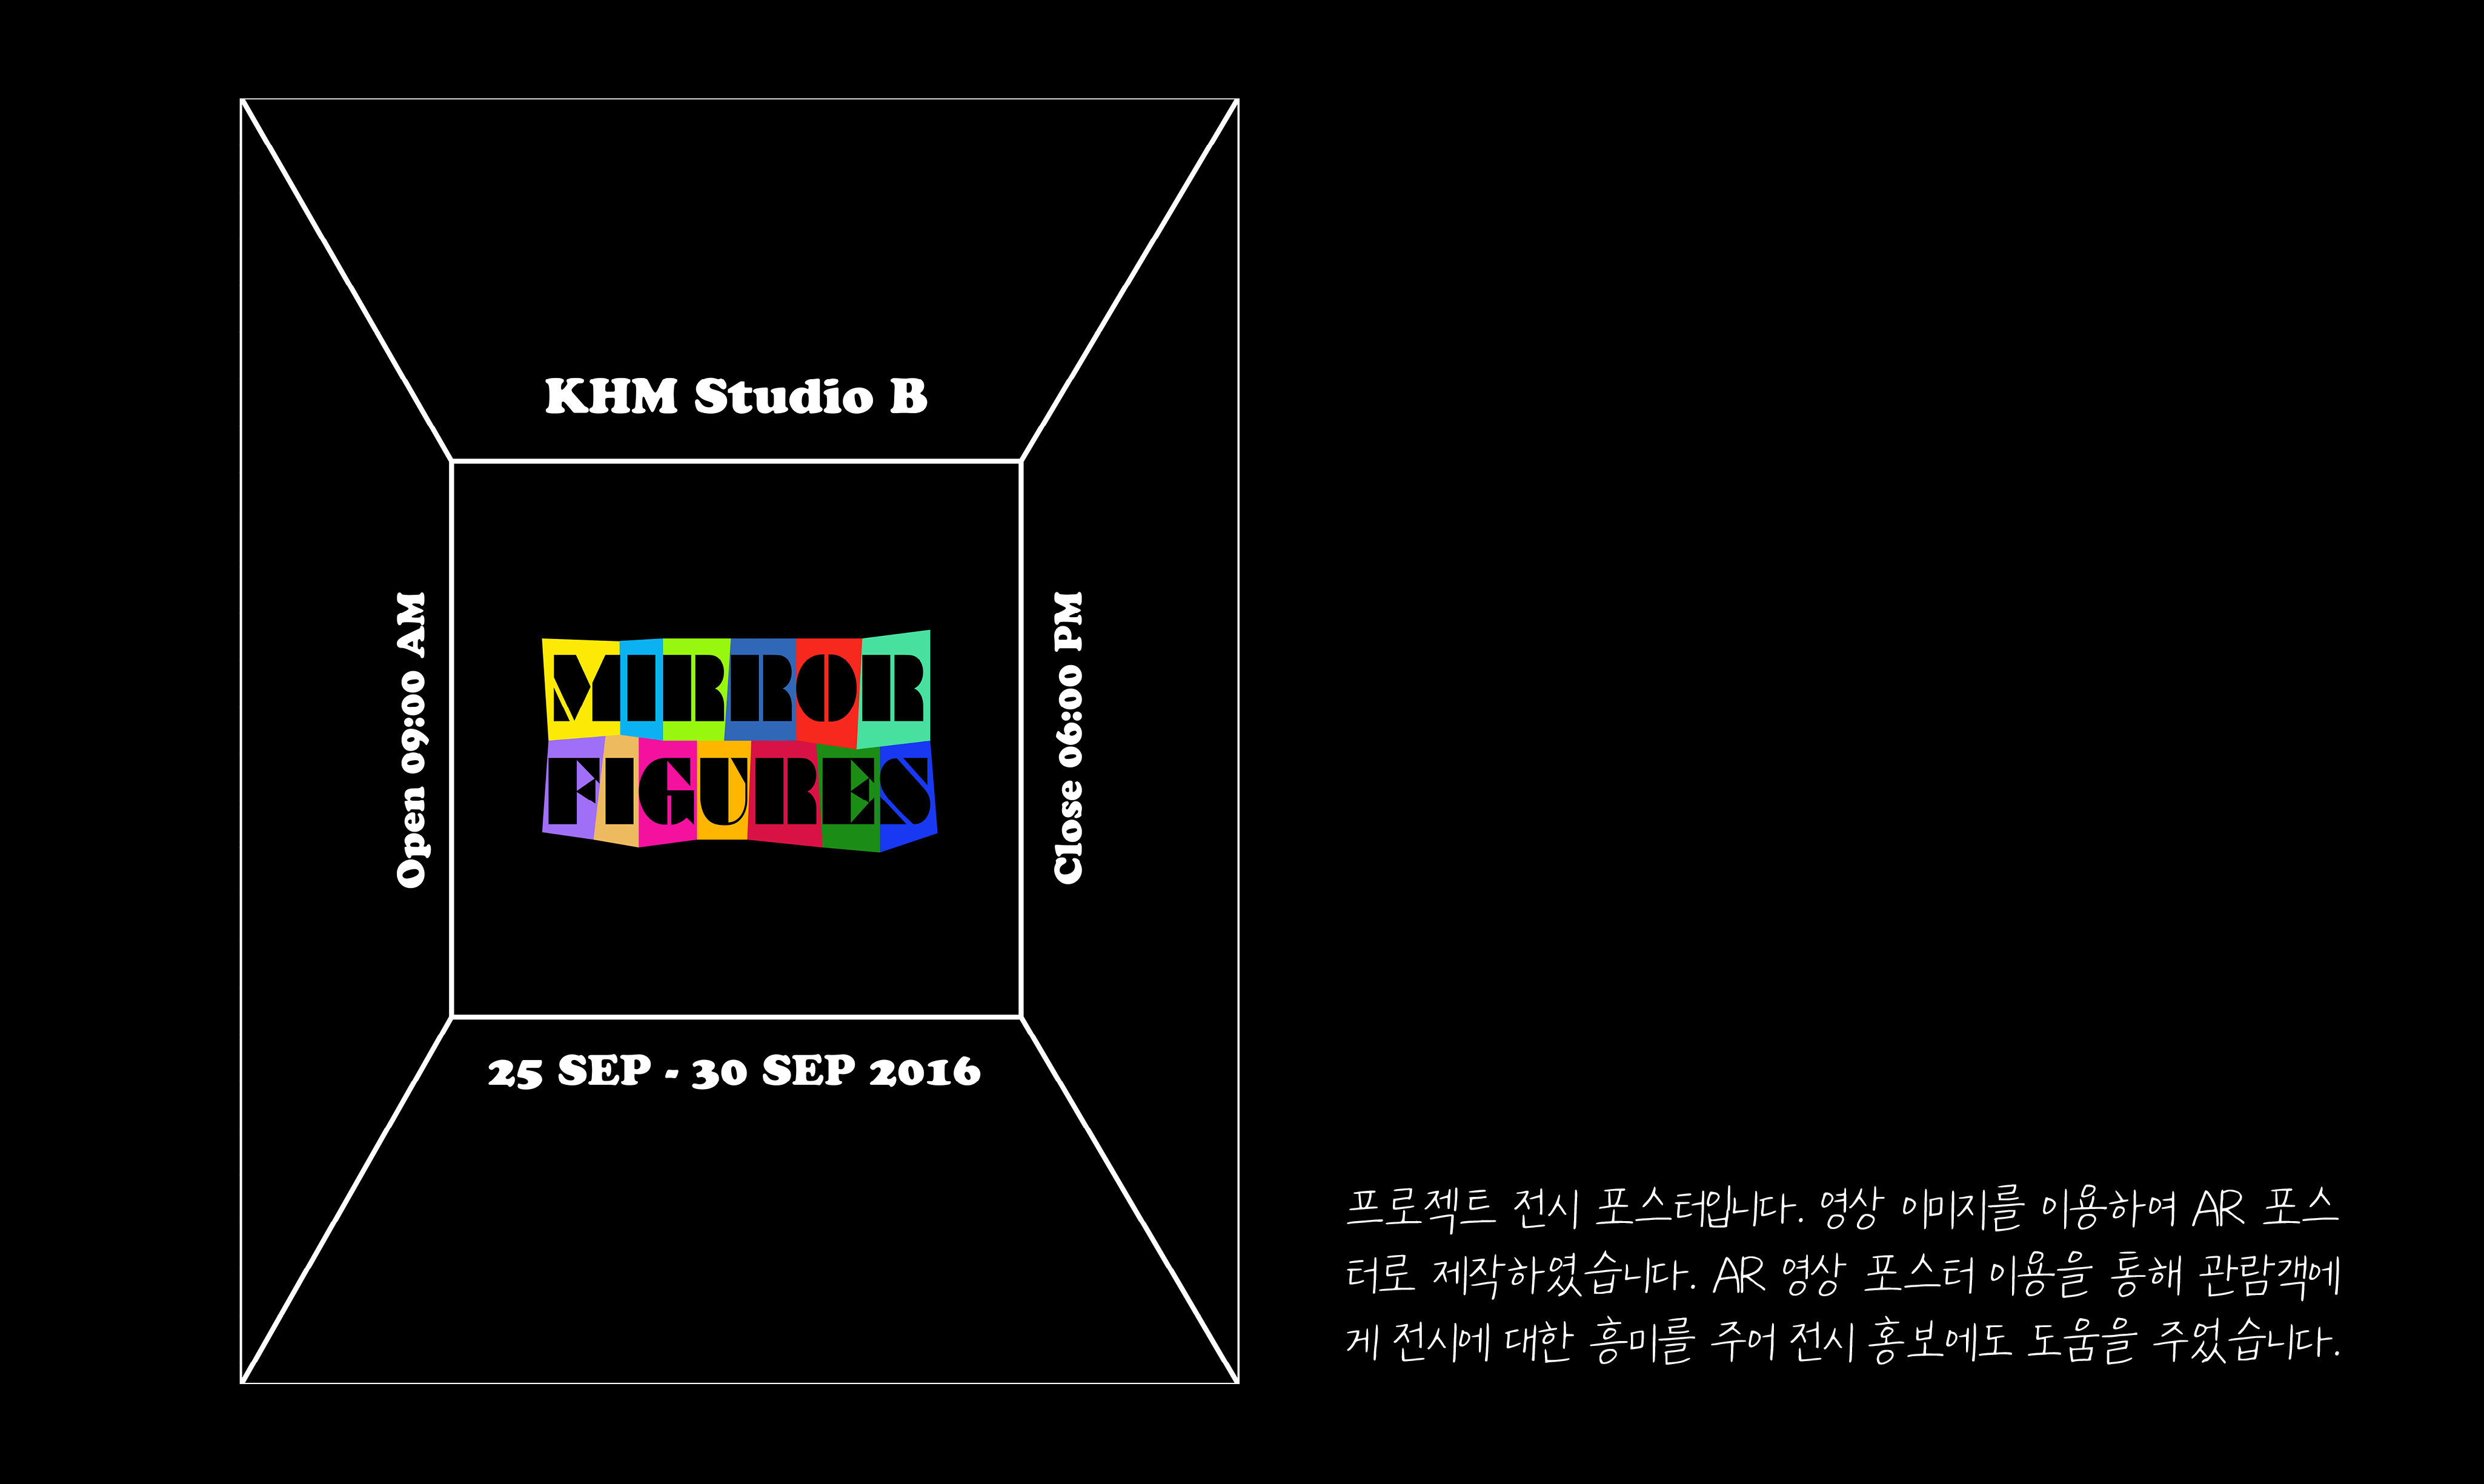 KHM Studio B
Open 09:00 AM
MIRROR
FIGURES
Close 06:00 PM
25 SEP - 30 SEP 2016
프로젝트 전시 포스터입니다. 영상 이미지를 이용하여 AR 포스
터로 제작하였습니다. AR 영상 포스터 이용을 통해 관람객에
게 전시에 대한 흥미를 주어 전시 홍보에도 도움을 주었습니다.